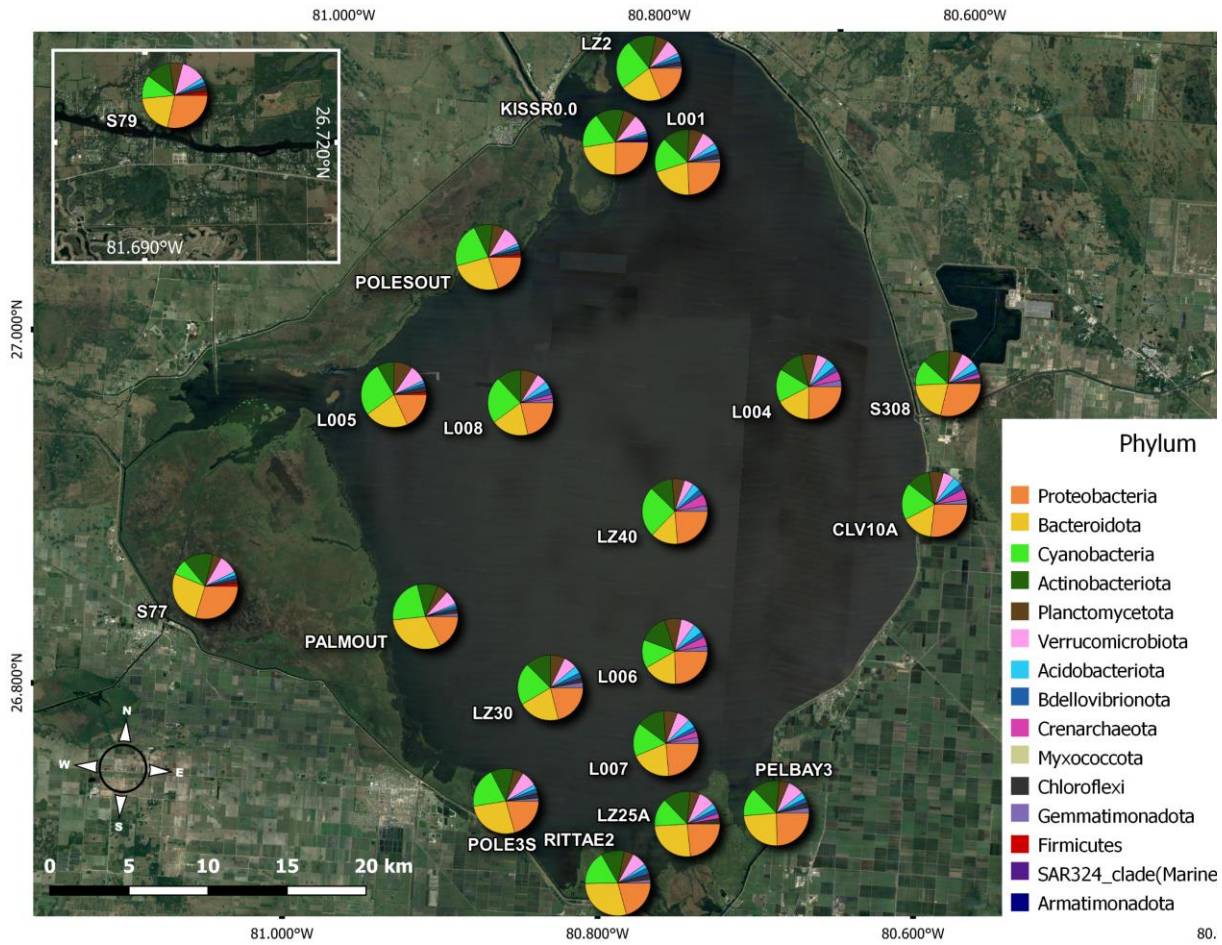 81.000°W
80.800°W
80.600°W
LZ2
S79
26.720°N
81.690°W
KISSR0.0
L001
POLESOUT
27.000°N
L005
L008
L004
S308
Phylum
Proteobacteria
Bacteroidota
Cyanobacteria
Actinobacteriota
Planctomycetota
Verrucomicrobiota
Acidobacteriota
Bdellovibrionota
Crenarchaeota
Myxococcota
Chloroflexi
Gemmatimonadota
Firmicutes
SAR324_clade(Marine
Armatimonadota
LZ40
CLV10A
S77
PALMOUT
L006
26.800°N
LZ30
N
W
E
S
L007
PELBAY3
LZ25A
POLE3S
RITTAE2
0 5 10 15 20 km
81.000°W
80.800°W
80.600°W
80.